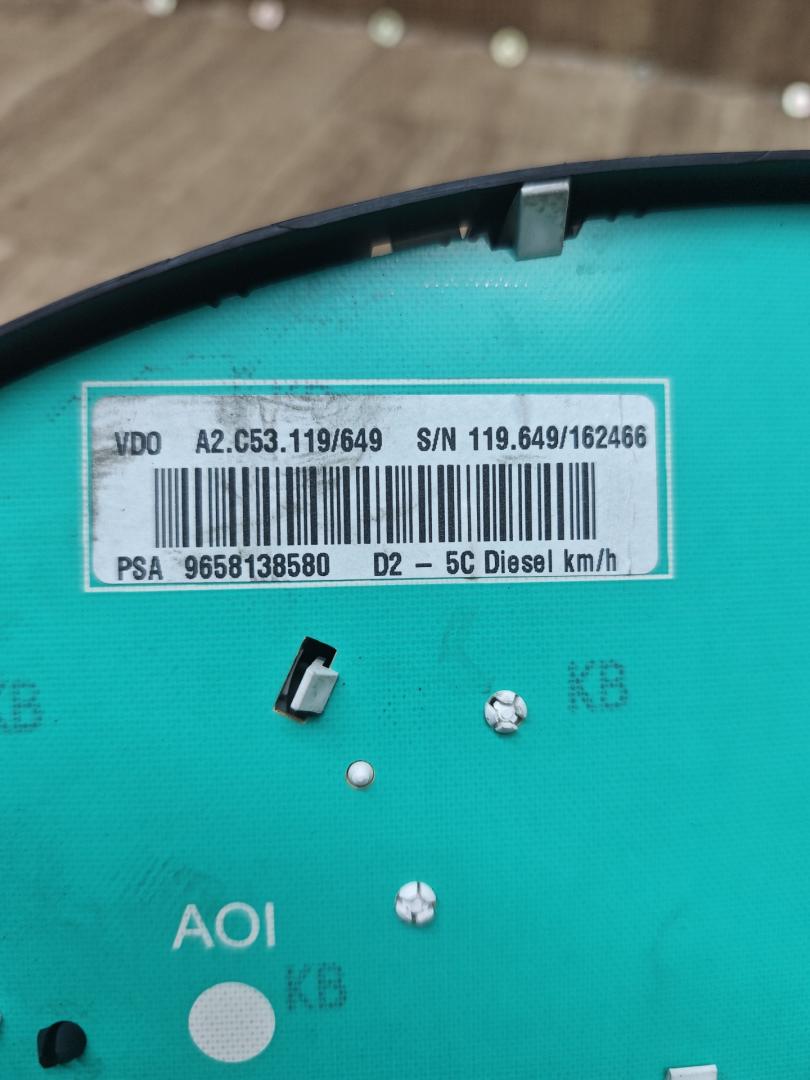 VDO A2.C53.119/649 S/N 119.649/162466
PSA 9658138580 D2 - 5C Diesel km/h
KB
KB
AOI
KB